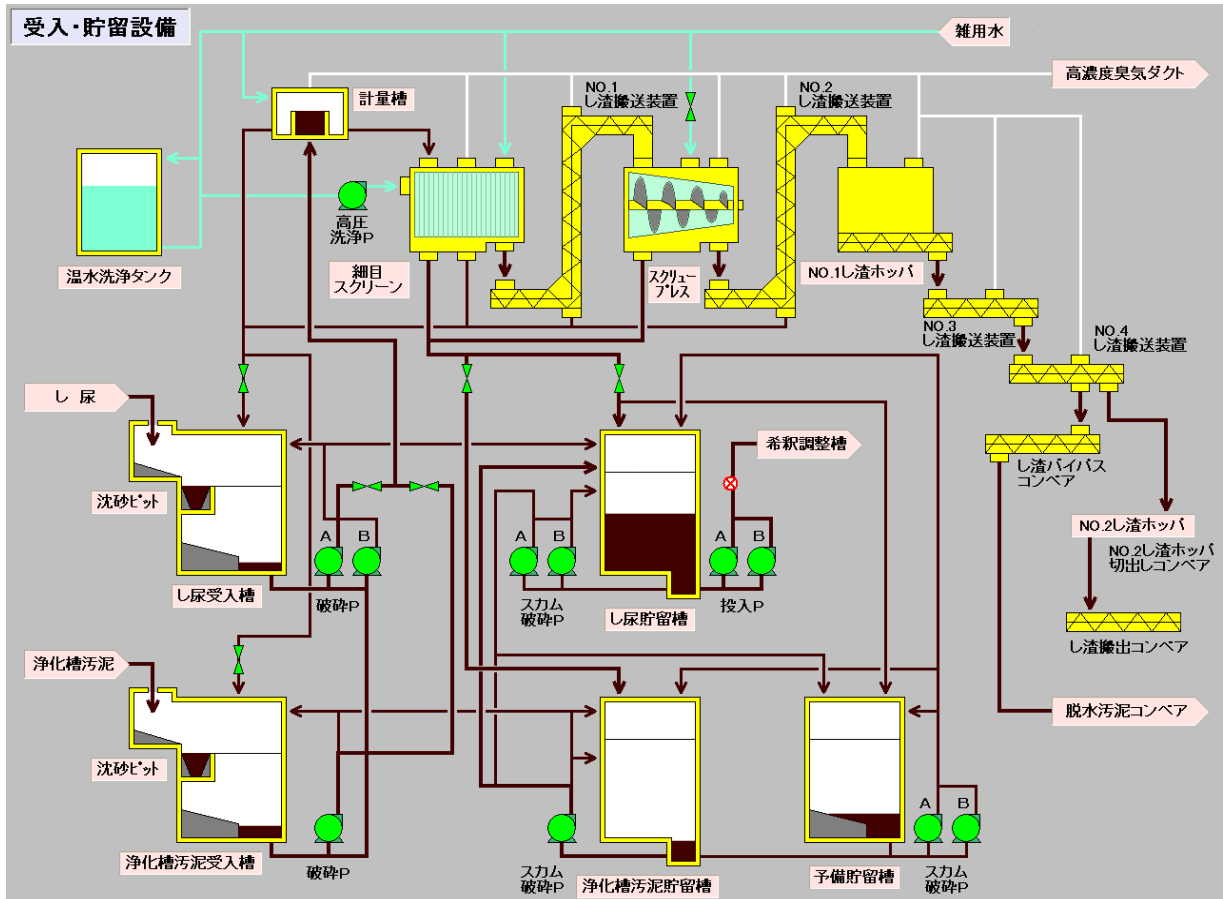 受入・貯留設備
雑用水
高濃度臭気ダクト
計量槽
NO.1
し渣搬送装置
NO.2
し渣搬送装置
高圧
洗浄P
温水洗浄タンク
細目
スクリーン
スクリュー
プレス
NO.1し渣ホッパ
NO.3
し渣搬送装置
NO.4
し渣搬送装置
し 尿
希釈調整槽
し渣バイパス
コンベア
沈砂ピット
NO.2し渣ホッパ
NO.2し渣ホッパ
切出しコンベア
A
B
A
B
A
B
し尿受入槽
破砕P
スカム
破砕P
し尿貯留槽
投入P
し渣搬出コンベア
浄化槽汚泥
脱水汚泥コンベア
沈砂ピット
A
B
浄化槽汚泥受入槽
破砕P
スカム
破砕P
浄化槽汚泥貯留槽
予備貯留槽
スカム
破砕P